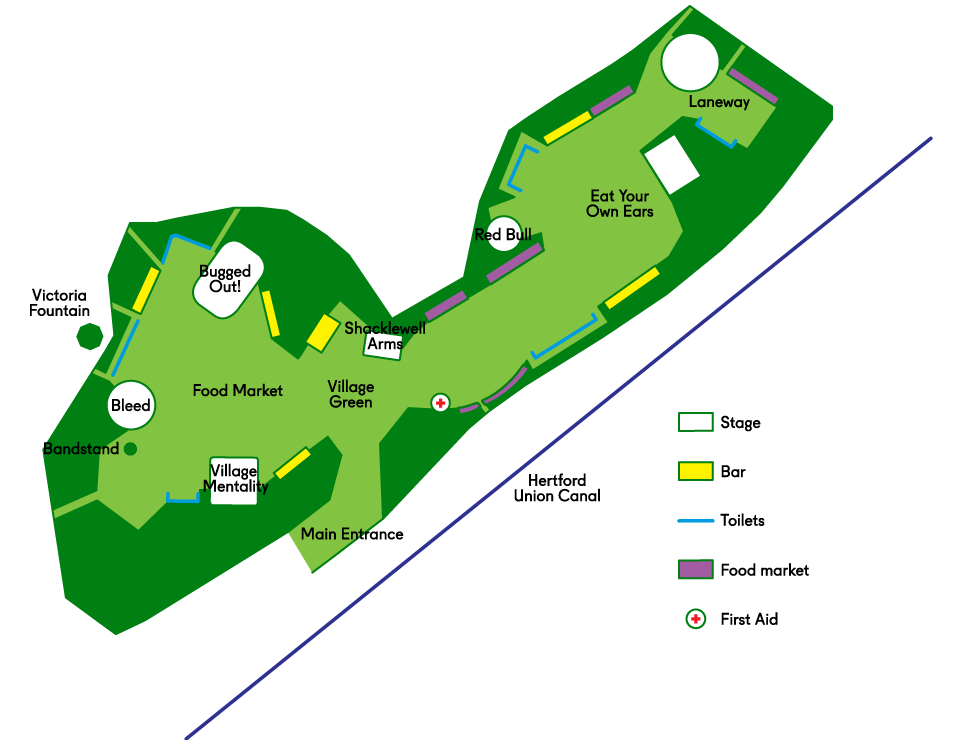 Laneway
Eat Your
Own Ears
Red Bull
Bugged
Out!
Victoria
Fountain
Shacklewell
Arms
Food Market
Village
Green
Bleed
Bandstand
Village
Mentality
Main Entrance
Hertford
Union Canal
Stage
Bar
Toilets
Food market
First Aid